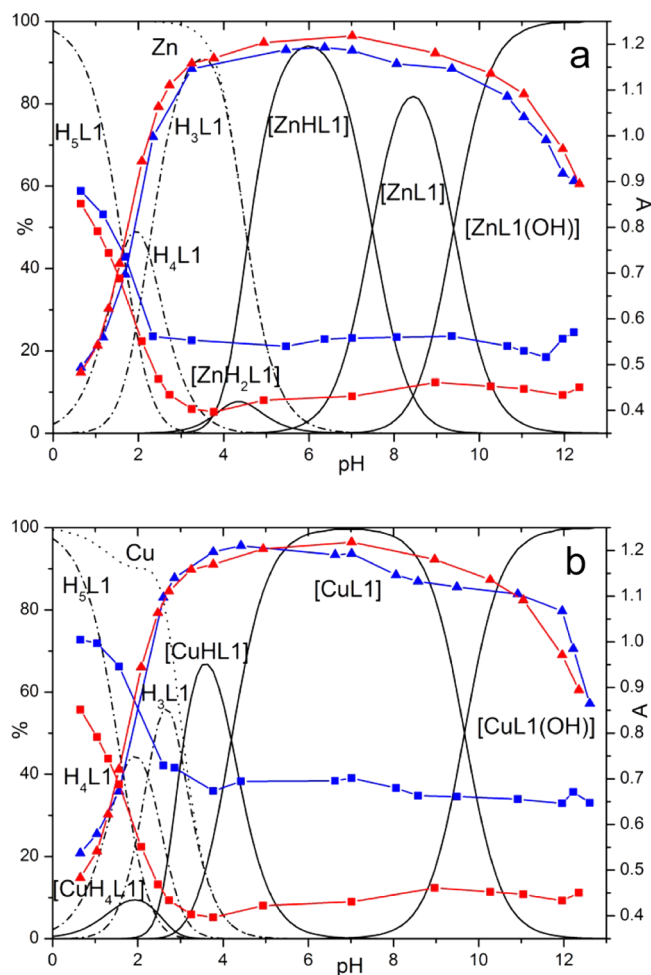 100
Zn
a
1.2
80
H5L1
H3L1
[ZnHL1]
1.1
1.0
60
[ZnL1]
0.9
%
A
[ZnL1(OH)]
0.8
40
H4L1
0.7
0.6
20
[ZnH2L1]
0.5
0.4
0
0 2 4 6 8 10 12
pH
100
Cu
b
1.2
H5L1
[CuL1]
80
1.1
[CuHL1]
1.0
60
H3L1
0.9
%
A
[CuL1(OH)]
0.8
40
H4L1
0.7
0.6
20
[CuH4L1]
0.5
0.4
0
0 2 4 6 8 10 12
pH